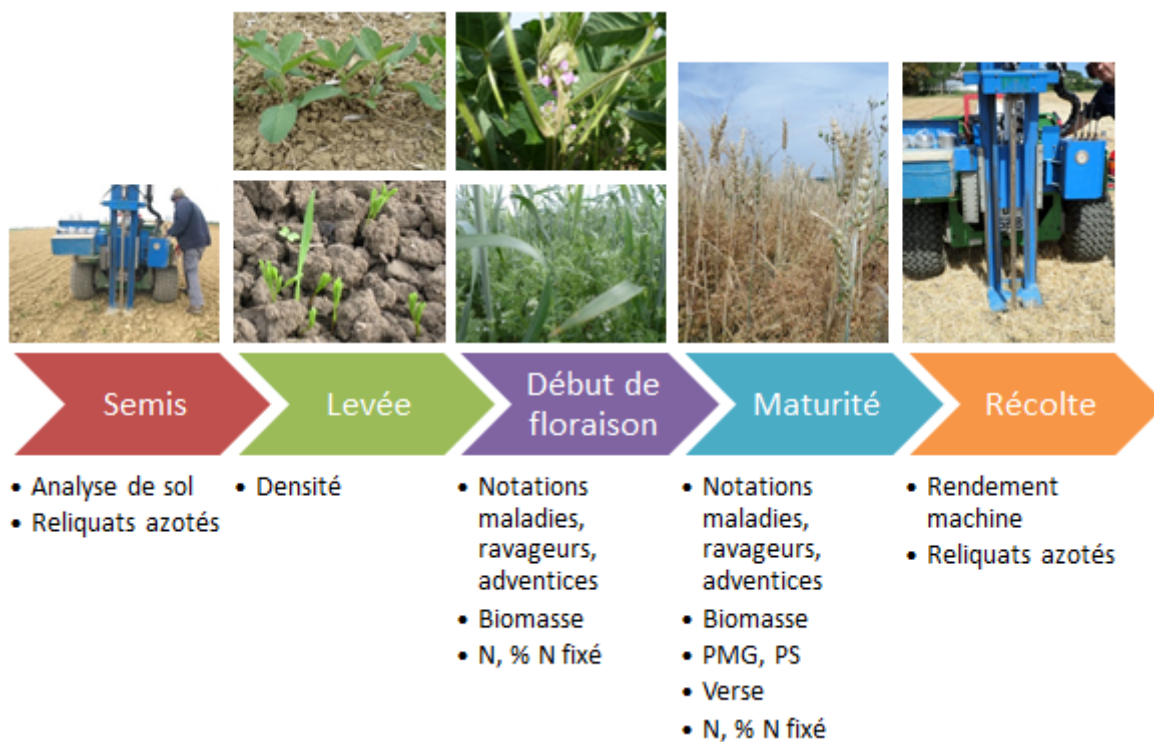 Semis
Levée
Début de
floraison
Maturité
Récolte
• Analyse de sol
• Reliquats azotés
• Densité
• Notations
maladies,
ravageurs,
adventices
• Biomasse
• N, % N fixé
• Notations
maladies,
ravageurs,
adventices
• Biomasse
• PMG, PS
• Verse
• N, % N fixé
• Rendement
machine
• Reliquats azotés